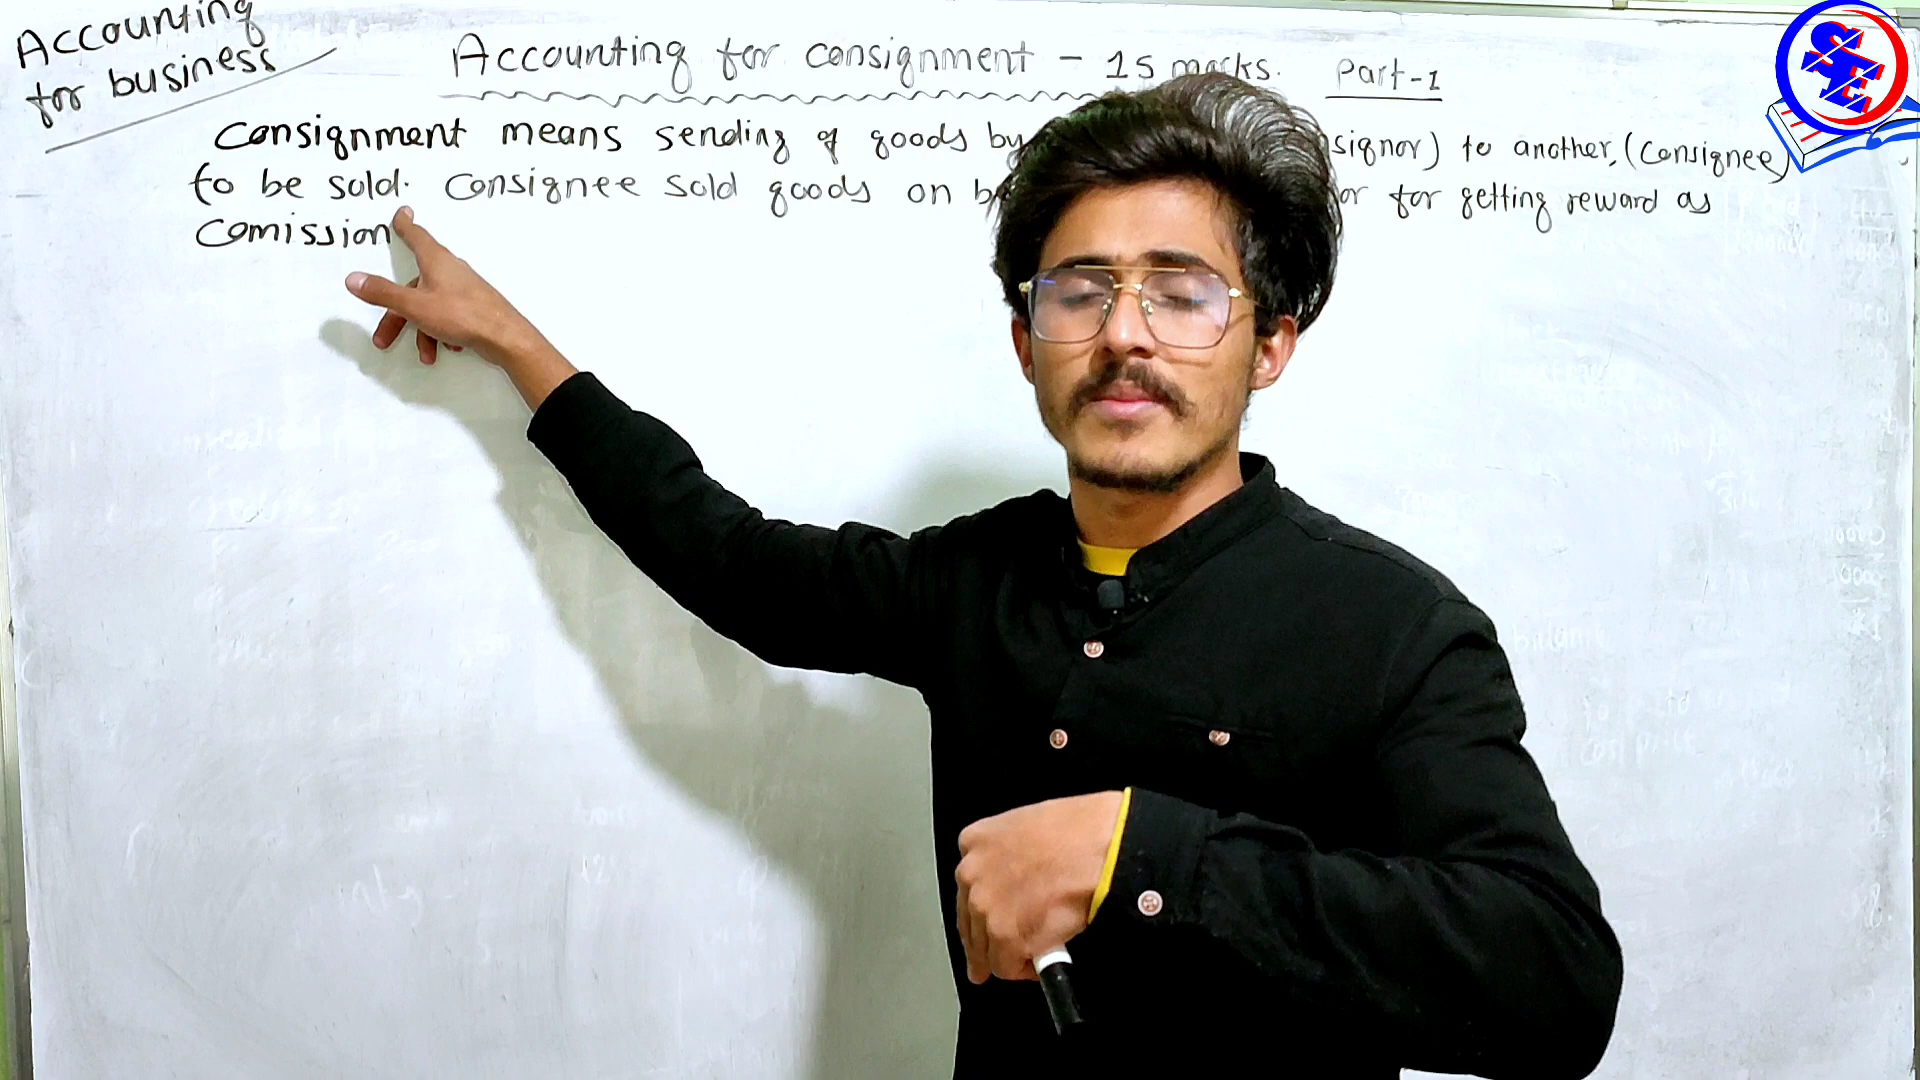 Accounting
for business
Accounting for consignment - 15 marks. Part-1
Consignment means sending of goods by signor) to another, (Consignee)
to be sold. Consignee sold goods on b or for getting reward as
Comission